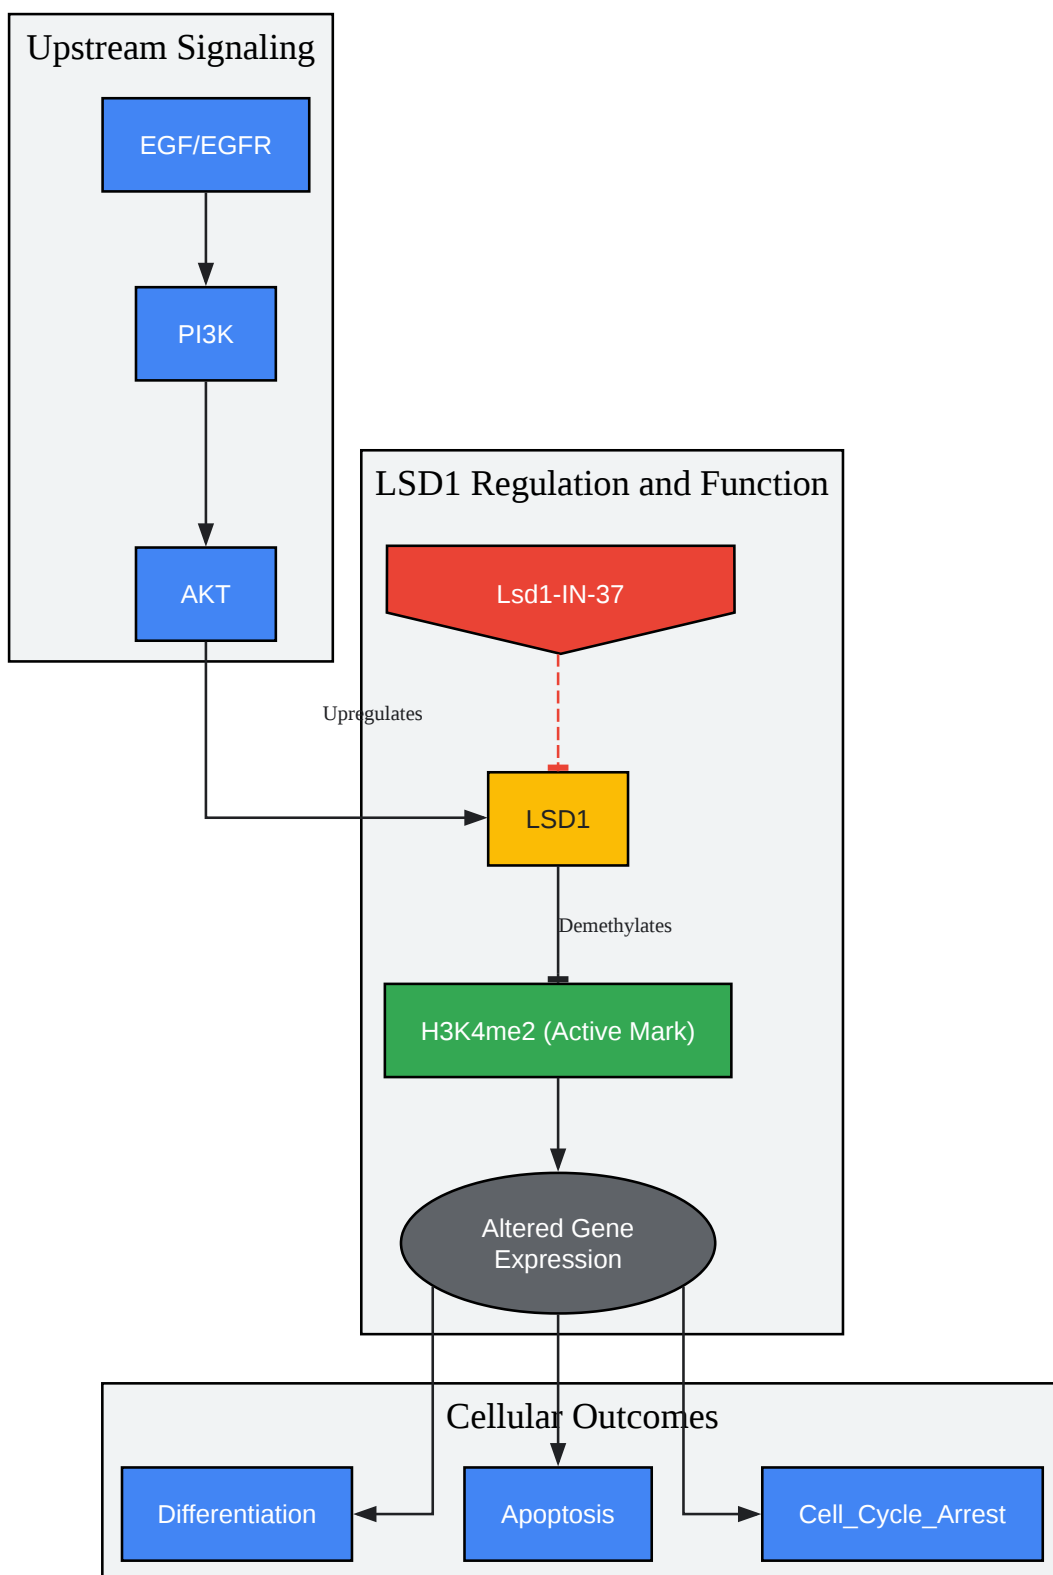 Upstream Signaling
EGF/EGFR
PI3K
AKT
Upregulates
LSD1 Regulation and Function
Lsd1-IN-37
LSD1
Demethylates
H3K4me2 (Active Mark)
Altered Gene
Expression
Cellular Outcomes
Differentiation
Apoptosis
Cell_Cycle_Arrest